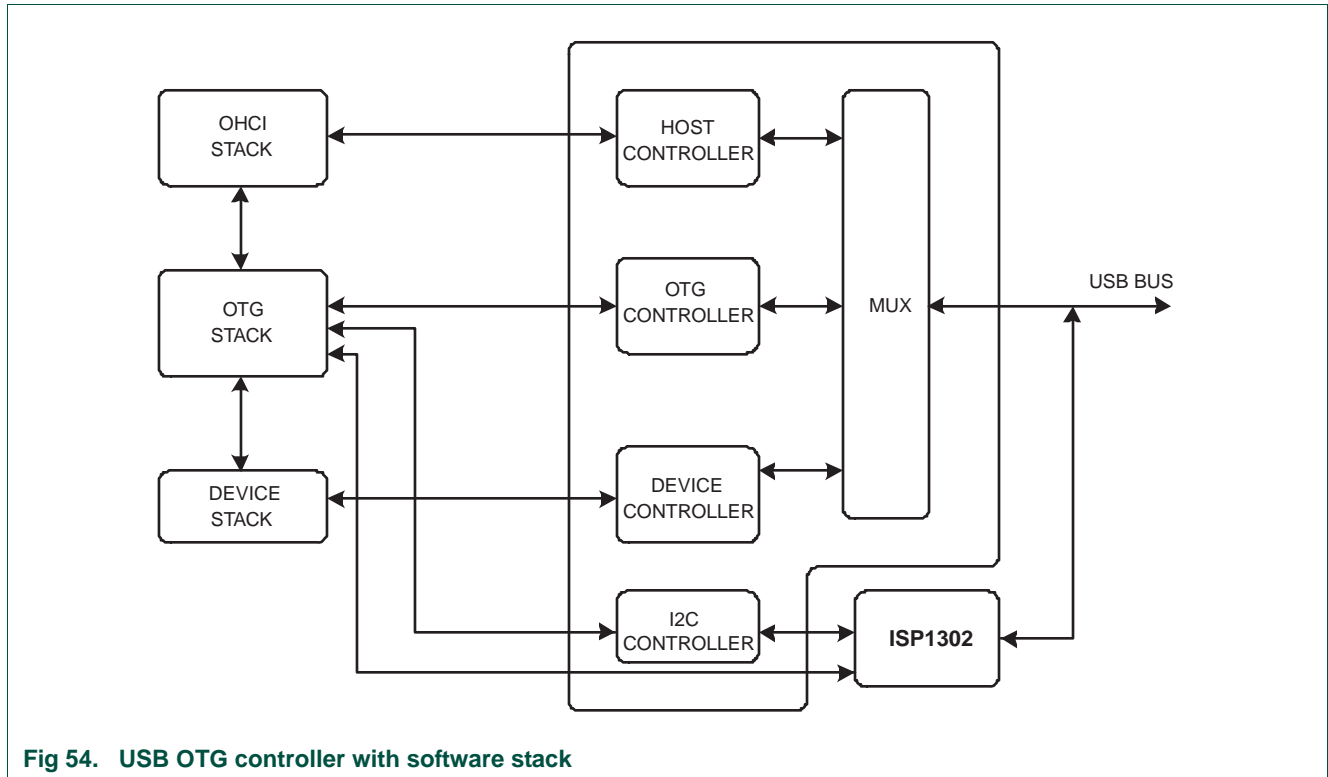 OHCI
STACK
HOST
CONTROLLER
OTG
STACK
OTG
CONTROLLER
MUX
USB BUS
DEVICE
STACK
DEVICE
CONTROLLER
I2C
CONTROLLER
ISP1302
Fig 54. USB OTG controller with software stack